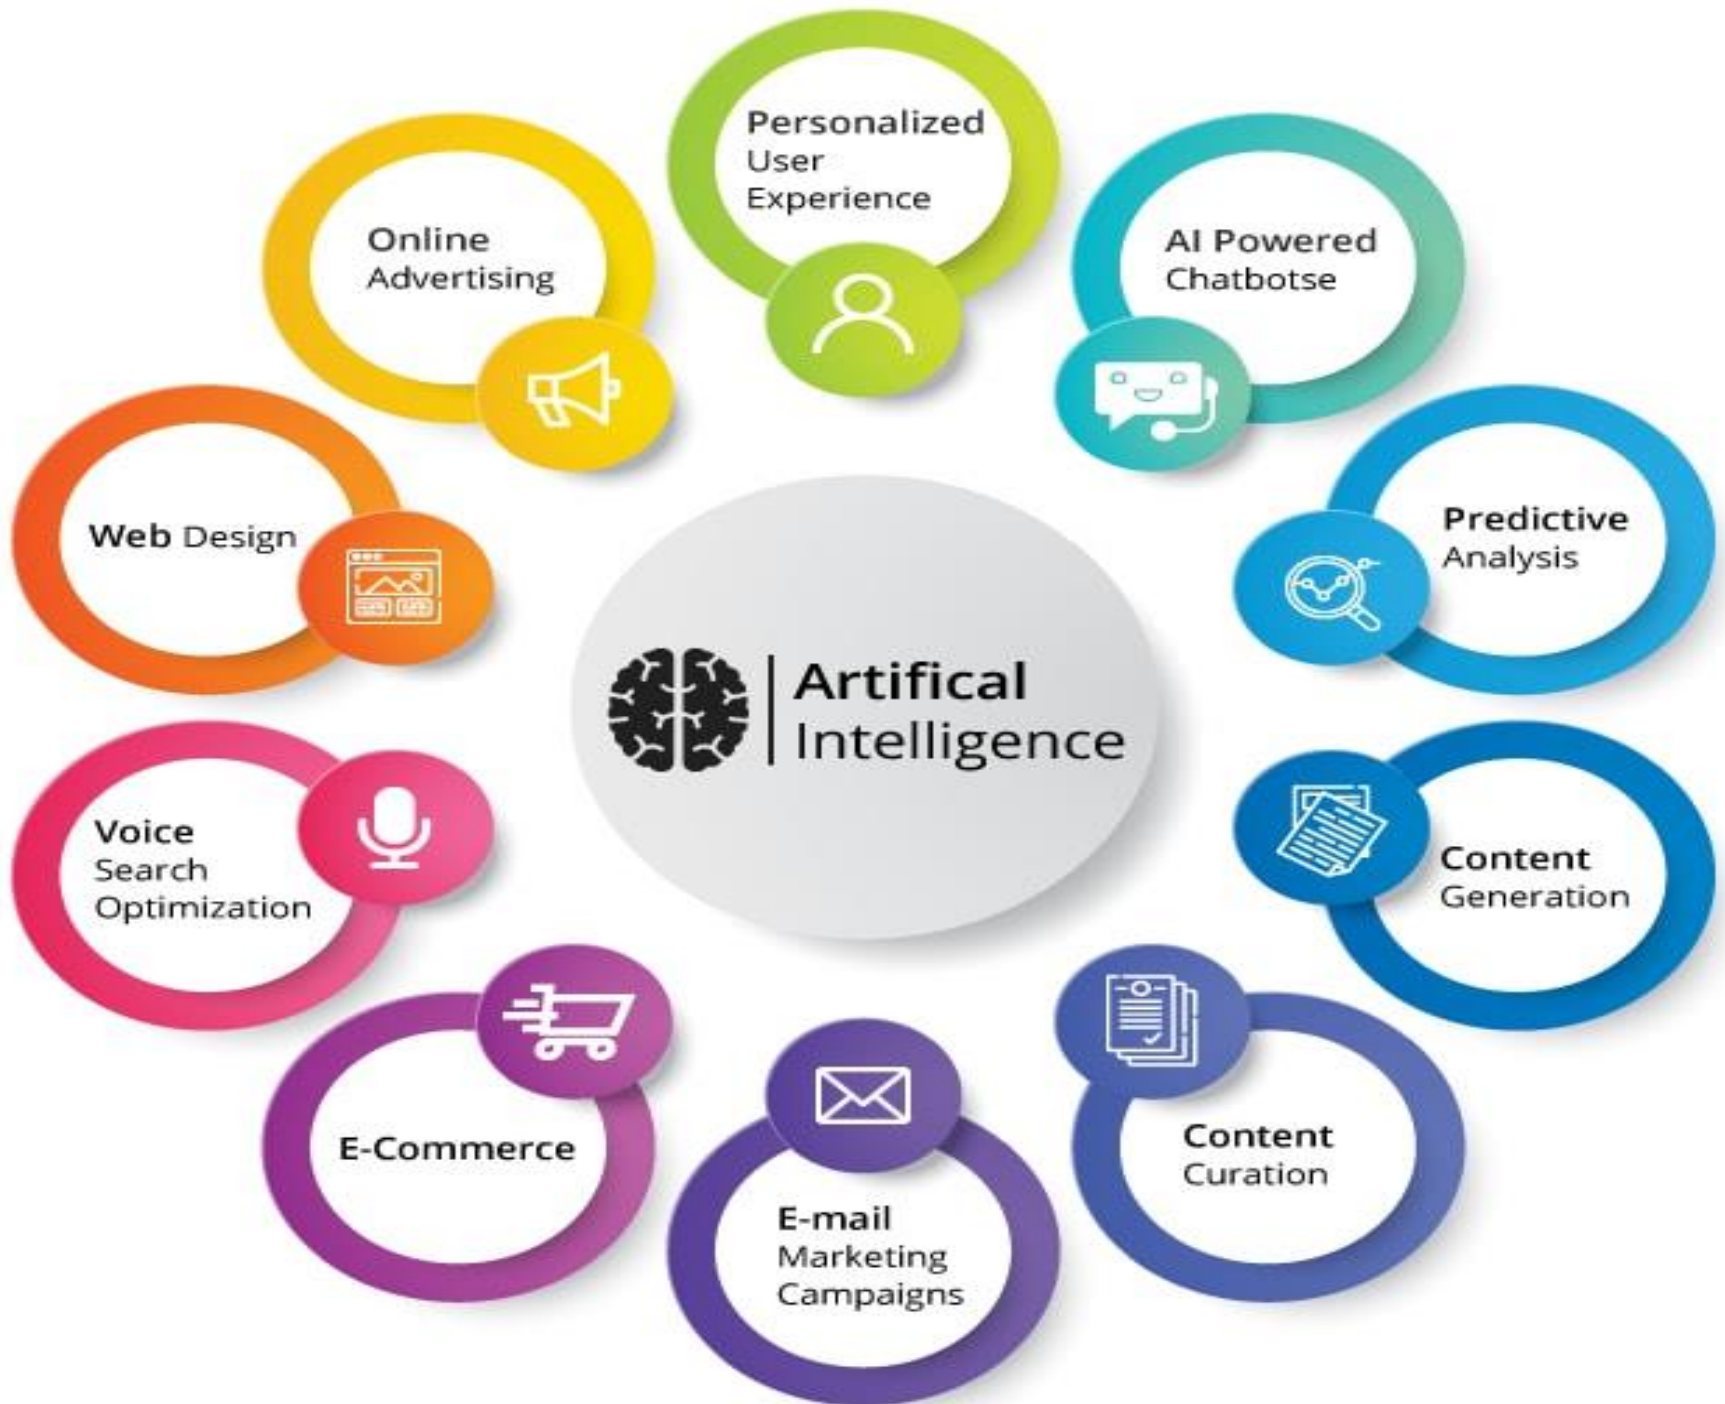 Personalized
User
Experience
Online
Advertising
AI Powered
Chatbotse
Web Design
Predictive
Analysis
Artifical
Intelligence
Voice
Search
Optimization
Content
Generation
E-Commerce
Content
Curation
E-mail
Marketing
Campaigns